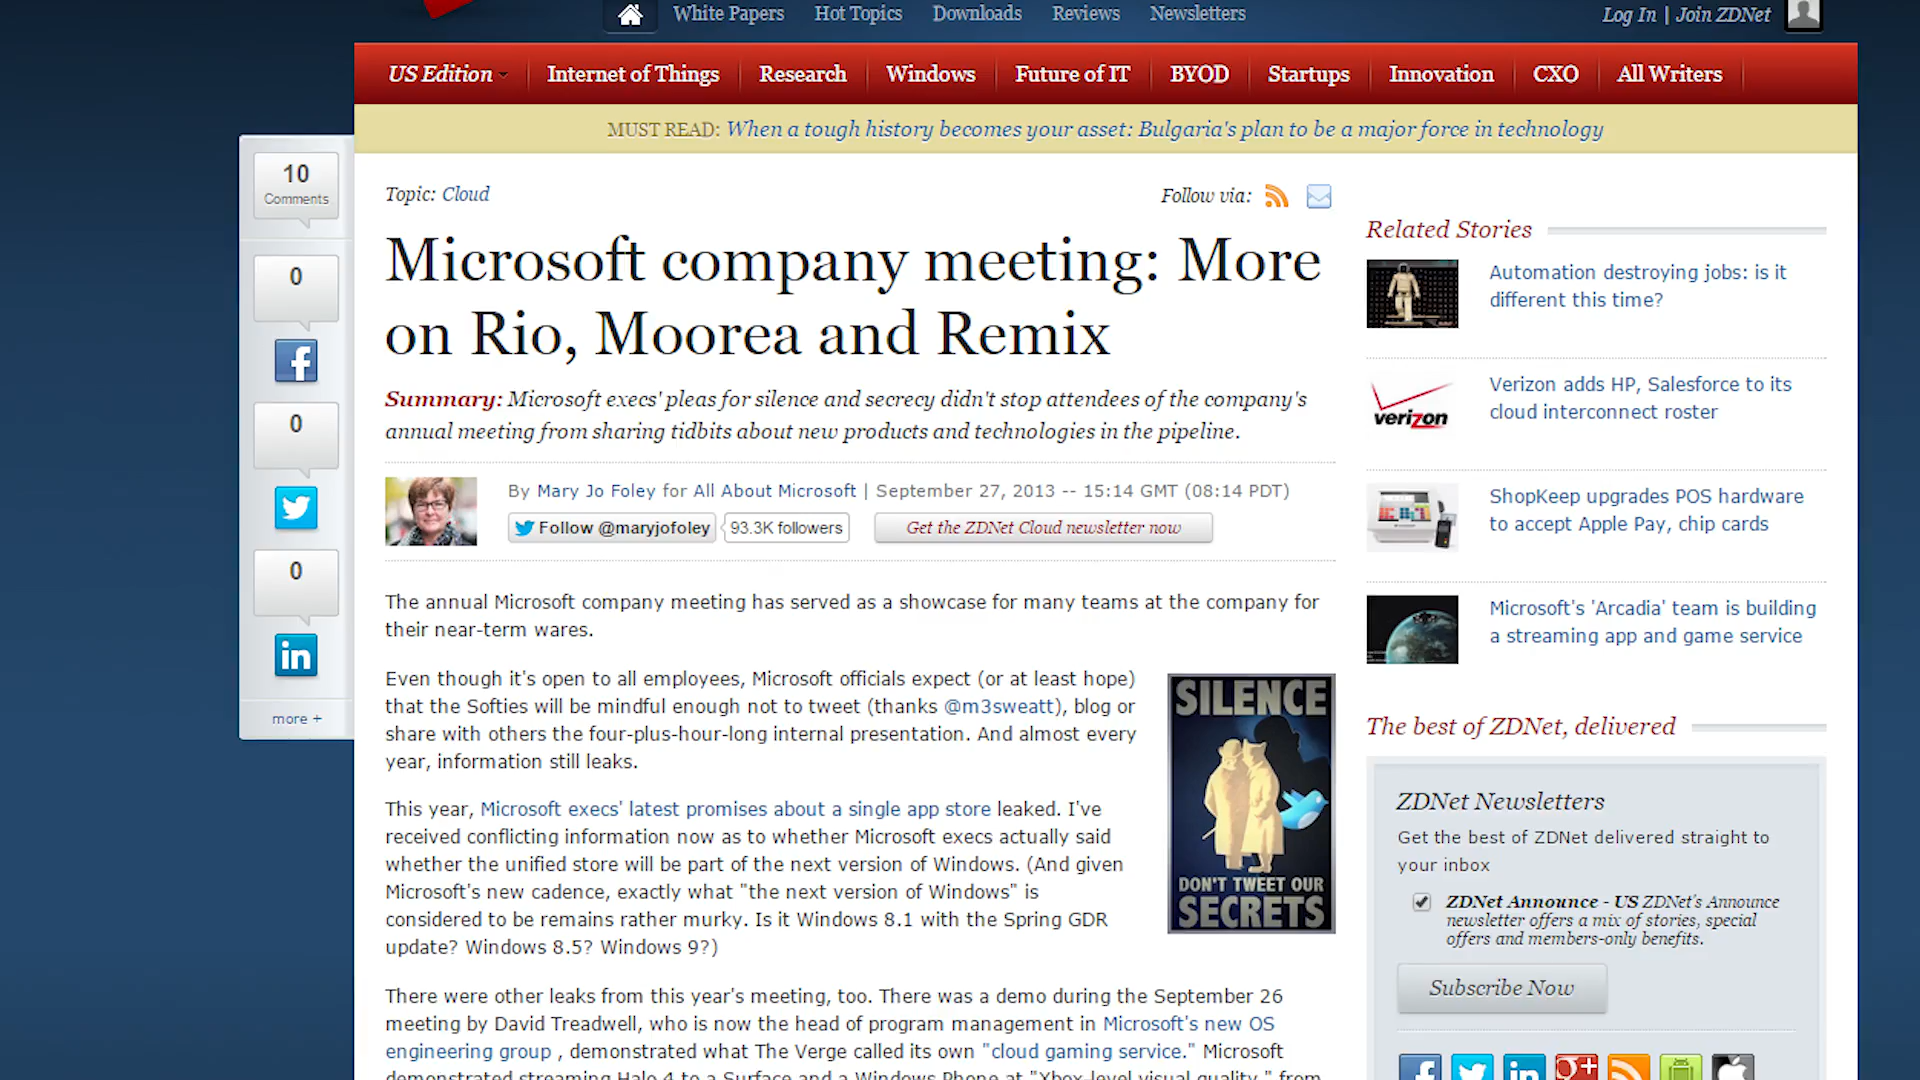 White Papers Hot Topics Downloads Reviews Newsletters
Log In | Join ZDNet
US Edition Internet of Things Research Windows Future of IT BYOD Startups Innovation CXO All Writers
MUST READ: When a tough history becomes your asset: Bulgaria's plan to be a major force in technology
10
Comments
0
0
0
more +
Topic: Cloud
Follow via:
Microsoft company meeting: More
on Rio, Moorea and Remix
Summary: Microsoft execs' pleas for silence and secrecy didn't stop attendees of the company's
annual meeting from sharing tidbits about new products and technologies in the pipeline.
By Mary Jo Foley for All About Microsoft | September 27, 2013 -- 15:14 GMT (08:14 PDT)
Follow @maryjofoley 93.3K followers Get the ZDNet Cloud newsletter now
The annual Microsoft company meeting has served as a showcase for many teams at the company for
their near-term wares.
Even though it's open to all employees, Microsoft officials expect (or at least hope)
that the Softies will be mindful enough not to tweet (thanks @m3sweatt), blog or
share with others the four-plus-hour-long internal presentation. And almost every
year, information still leaks.
This year, Microsoft execs' latest promises about a single app store leaked. I've
received conflicting information now as to whether Microsoft execs actually said
whether the unified store will be part of the next version of Windows. (And given
Microsoft's new cadence, exactly what "the next version of Windows" is
considered to be remains rather murky. Is it Windows 8.1 with the Spring GDR
update? Windows 8.5? Windows 9?)
There were other leaks from this year's meeting, too. There was a demo during the September 26
meeting by David Treadwell, who is now the head of program management in Microsoft's new OS
engineering group , demonstrated what The Verge called its own "cloud gaming service." Microsoft
demonstrated streaming Halo 4 to a Surface and a Windows Phone at "Xbox-level visual quality," from
SILENCE
DON'T TWEET OUR
SECRETS
Related Stories
Automation destroying jobs: is it
different this time?
verizon
Verizon adds HP, Salesforce to its
cloud interconnect roster
ShopKeep upgrades POS hardware
to accept Apple Pay, chip cards
Microsoft's 'Arcadia' team is building
a streaming app and game service
The best of ZDNet, delivered
ZDNet Newsletters
Get the best of ZDNet delivered straight to
your inbox
ZDNet Announce - US ZDNet's Announce
newsletter offers a mix of stories, special
offers and members-only benefits.
Subscribe Now